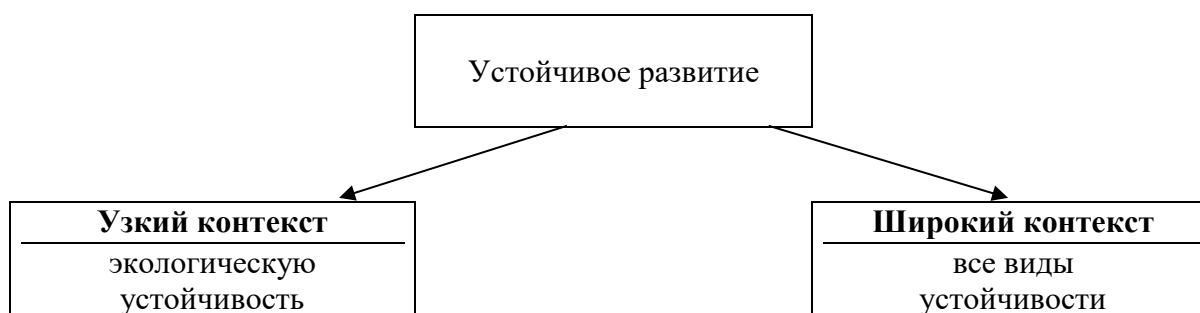 Устойчивое развитие
Узкий контекст
экологическую
устойчивость
Широкий контекст
все виды
устойчивости